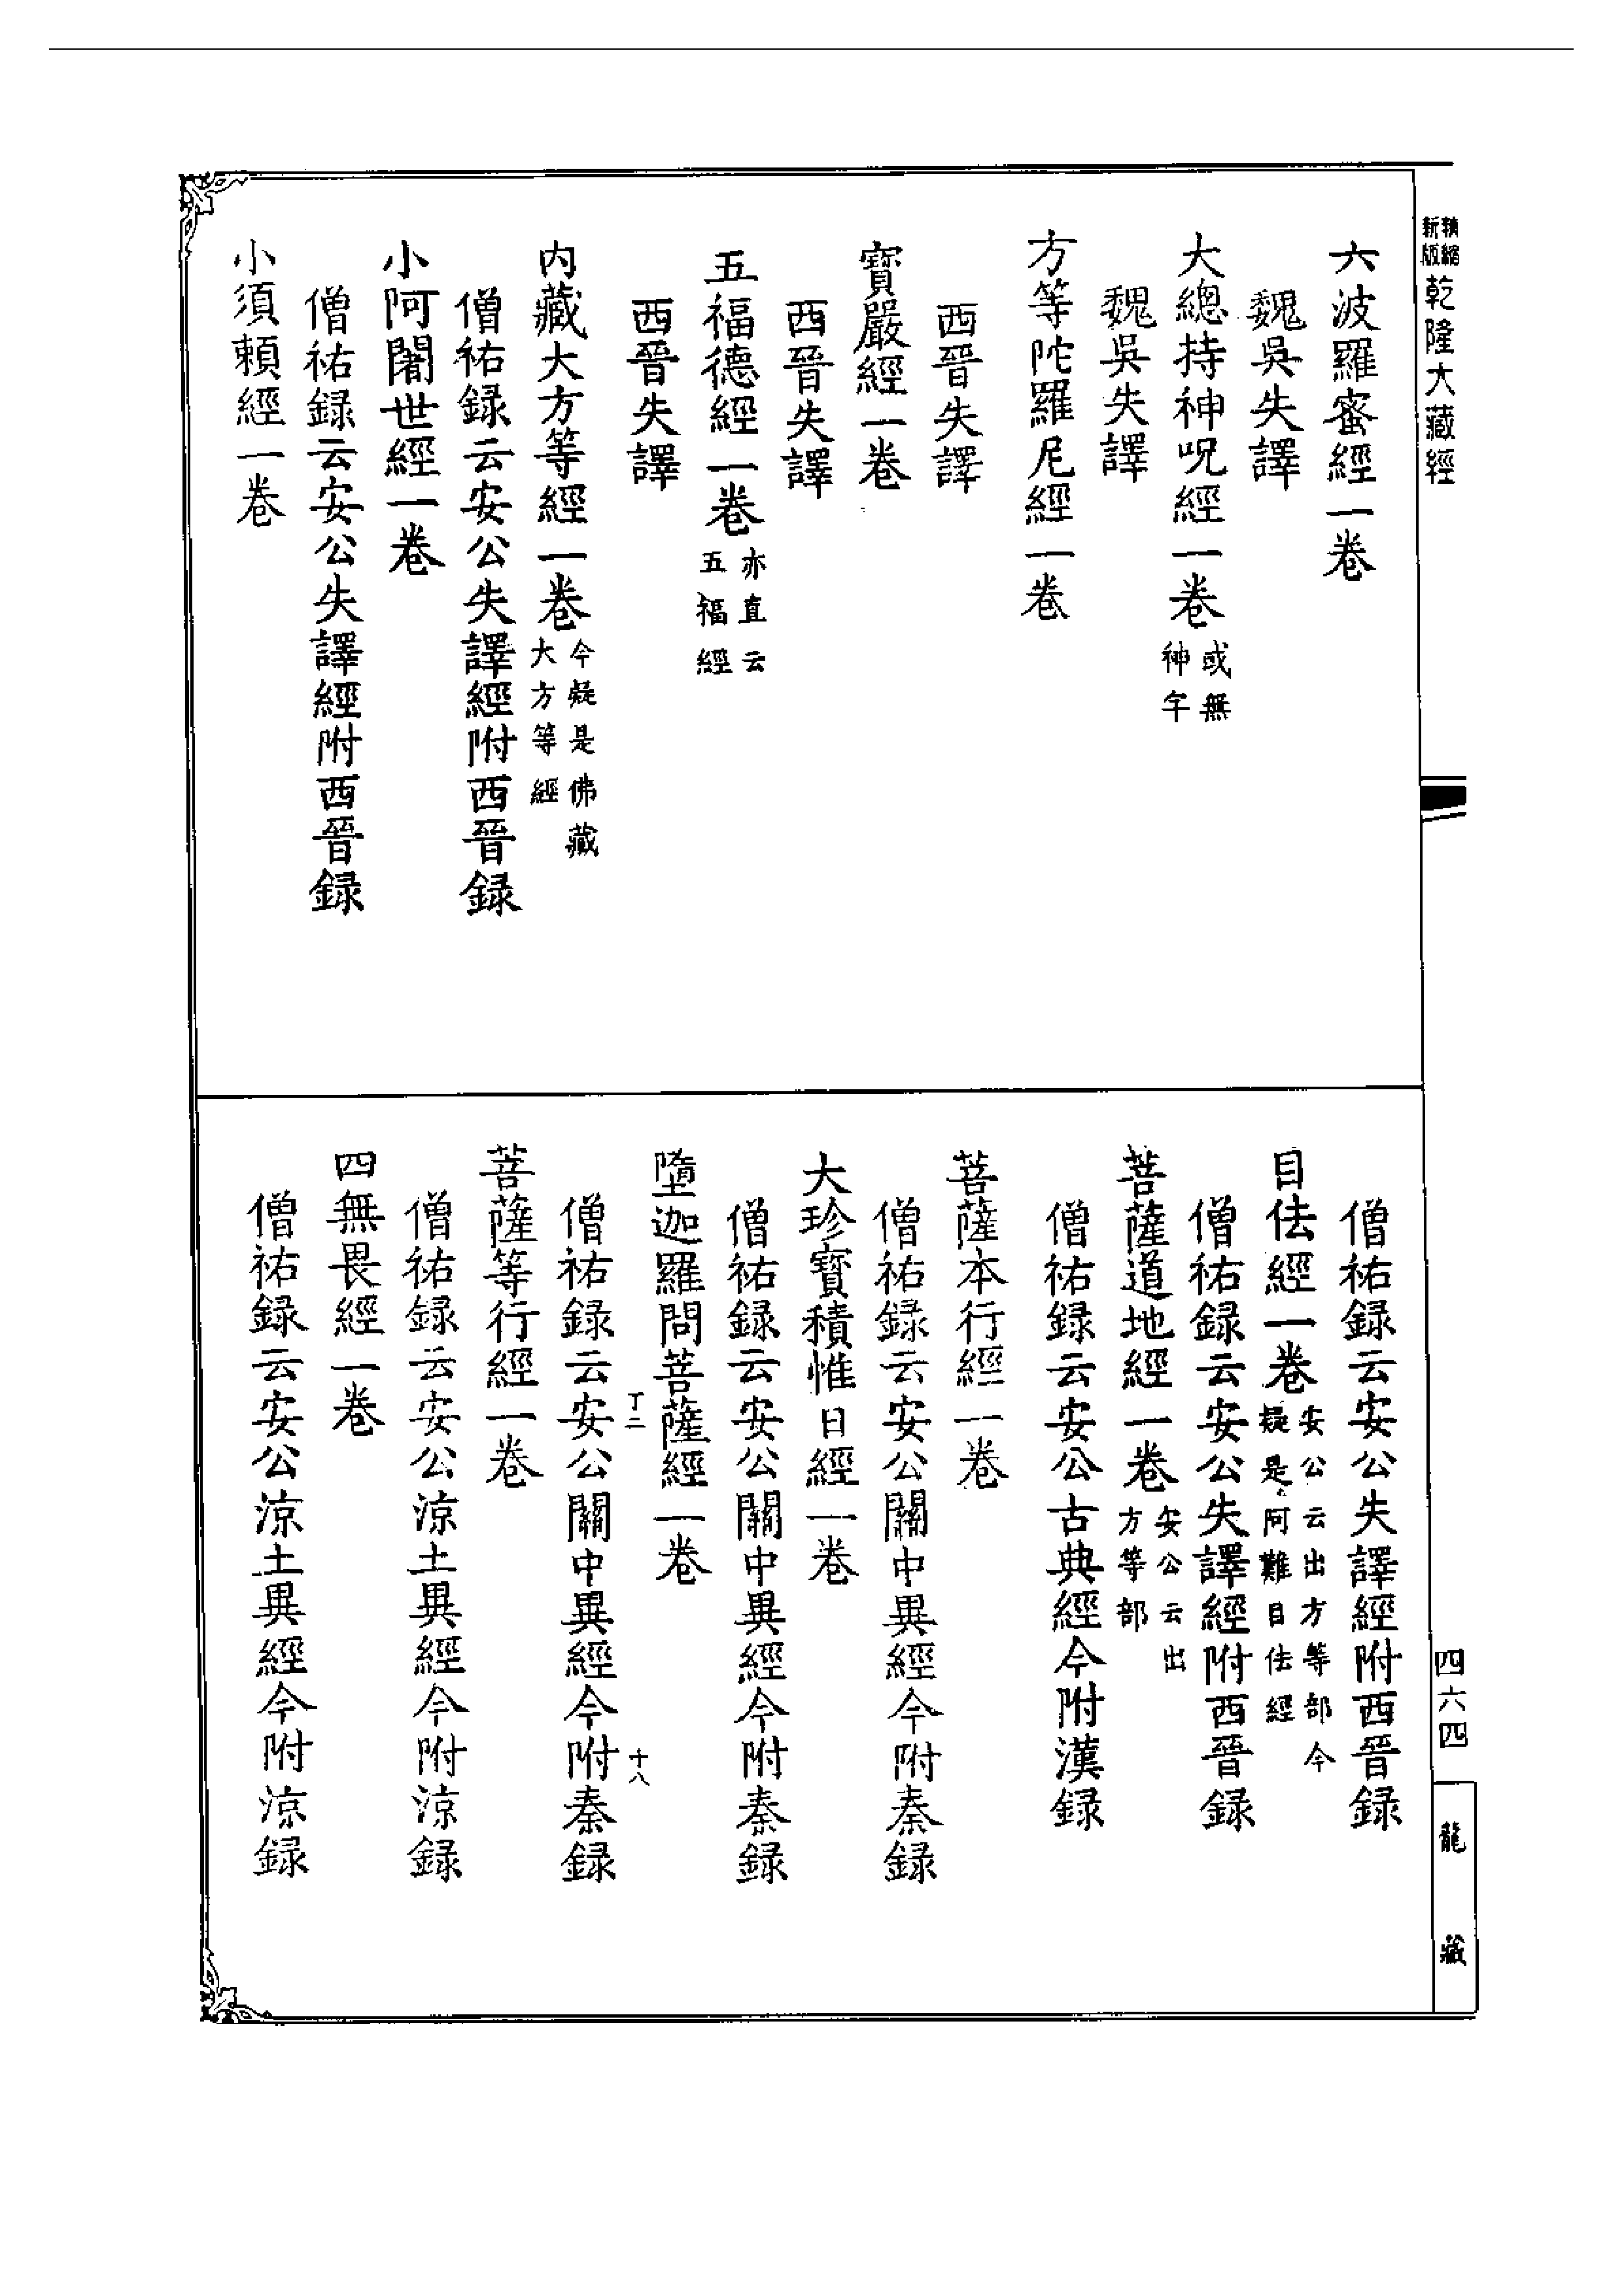 新版 精縮 乾隆大藏經
六波羅蜜經一卷
魏吳失譯
大總持神呪經一卷 或無神字
魏吳失譯
方等陀羅尼經一卷
西晉失譯
寶嚴經一卷
西晉失譯
五福德經一卷 亦直云五福經
西晉失譯
内藏大方等經一卷 今疑是佛藏大方等經
僧祐録云安公失譯經附西晉録
小阿闍世經一卷
僧祐録云安公失譯經附西晉録
小須賴經一卷
僧祐録云安公失譯經附西晉録
目佉經一卷 安公云出方等部今疑是阿難目佉經
僧祐録云安公失譯經附西晉録
菩薩道地經一卷 安公云出方等部
僧祐録云安公古典經今附漢録
菩薩本行經一卷
僧祐録云安公關中異經今附秦録
大珍寶積惟日經一卷
僧祐録云安公關中異經今附秦録
墮迦羅問菩薩經一卷
丁二 十八
僧祐録云安公關中異經今附秦録
菩薩等行經一卷
僧祐録云安公涼土異經今附涼録
四無畏經一卷
僧祐録云安公涼土異經今附涼録
四六四
龍藏